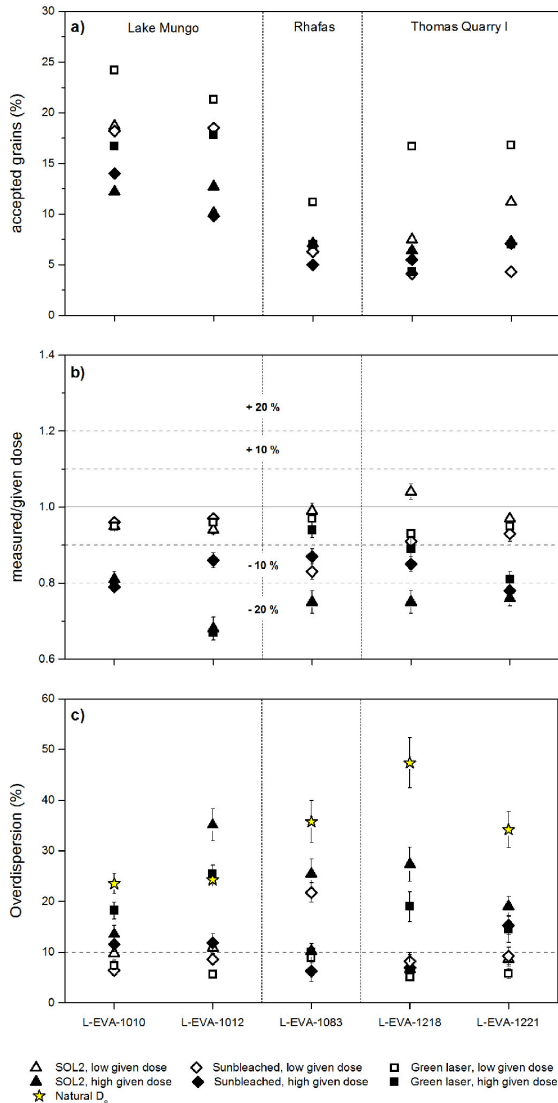 a)
Lake Mungo
Rhafas
Thomas Quarry I
accepted grains (%)
30
25
20
15
10
5
0
b)
measured/given dose
1.4
1.2
1.0
0.8
0.6
+ 20 %
+ 10 %
- 10 %
- 20 %
c)
Overdispersion (%)
60
50
40
30
20
10
0
L-EVA-1010 L-EVA-1012 L-EVA-1083 L-EVA-1218 L-EVA-1221
SOL2, low given dose Sunbleached, low given dose Green laser, low given dose
SOL2, high given dose Sunbleached, high given dose Green laser, high given dose
Natural Dₑ